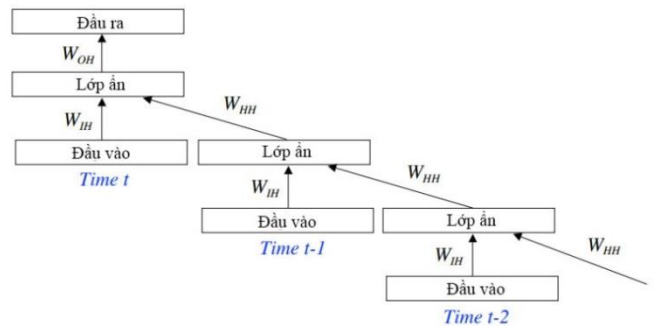 Đầu ra
W_OH
Lớp ẩn
W_HH
W_IH
Đầu vào
Lớp ẩn
Time t
W_HH
W_IH
Đầu vào
Lớp ẩn
Time t-1
W_HH
W_IH
Đầu vào
Time t-2